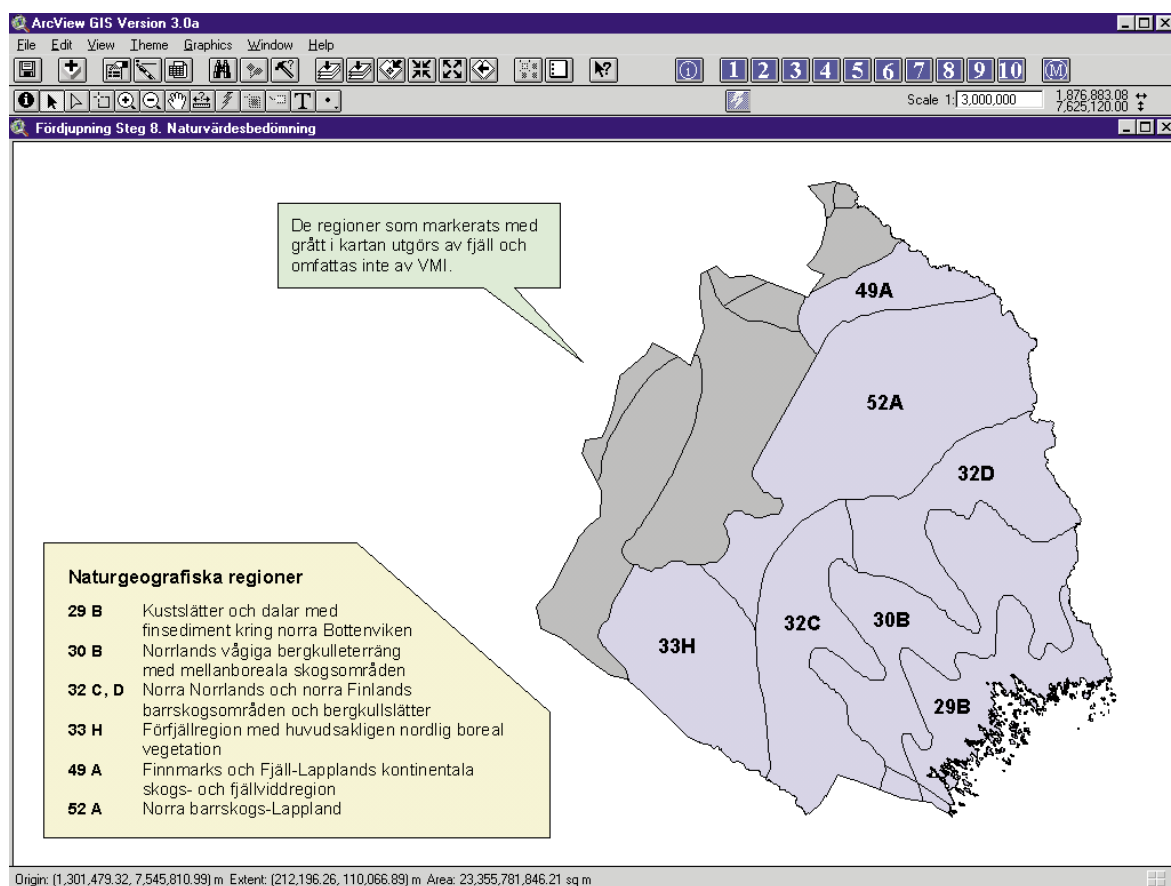 ArcView GIS Version 3.0a
File Edit View Theme Graphics Window Help
1 2 3 4 5 6 7 8 9 10 M
Scale 1: 3,000,000
1,876,883.08
7,625,120.00
Fördjupning Steg 8. Naturvärdesbedömning
De regioner som markerats med
grått i kartan utgörs av fjäll och
omfattas inte av VMI.
49A
52A
32D
30B
32C
33H
29B
Naturgeografiska regioner
29 B Kustslätter och dalar med
finsediment kring norra Bottenviken
30 B Norrlands vågiga bergkulleterräng
med mellanboreala skogsområden
32 C, D Norra Norrlands och norra Finlands
barrskogsområden och bergkullslätter
33 H Förfjällregion med huvudsakligen nordlig boreal
vegetation
49 A Finnmarks och Fjäll-Lapplands kontinentala
skogs- och fjällviddregion
52 A Norra barrskogs-Lappland
Origin: (1,301,479.32, 7,545,810.99) m Extent: (212,196.26, 110,066.89) m Area: 23,355,781,846.21 sq m